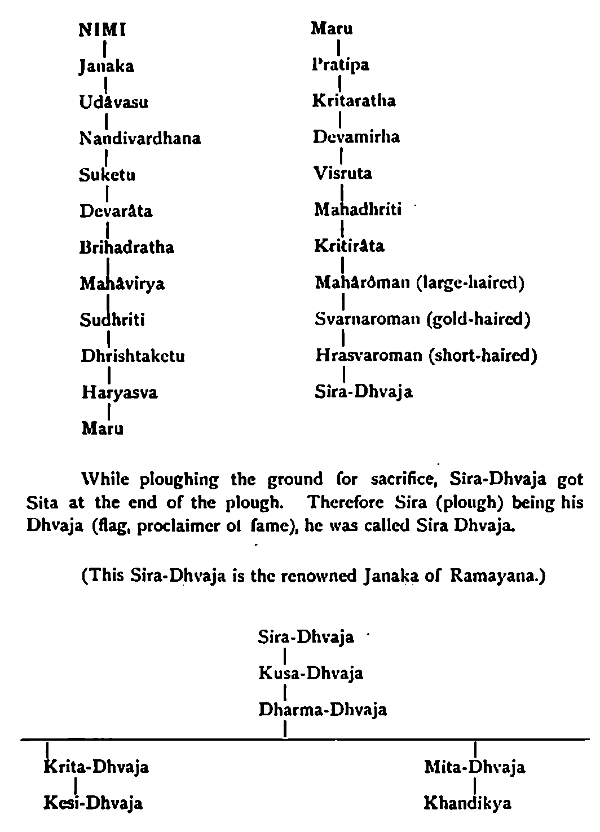 NIMI
Janaka
Udâvasu
Nandivardhana
Suketu
Devarâta
Brihadratha
Mahâvirya
Sudhriti
Dhrishtaketu
Haryasva
Maru
Maru
Pratipa
Kritaratha
Devamirha
Visruta
Mahadhriti
Kritirâta
Mahârôman (large-haired)
Svarnaroman (gold-haired)
Hrasvaroman (short-haired)
Sîra-Dhvaja
While ploughing the ground for sacrifice, Sira-Dhvaja got
Sita at the end of the plough. Therefore Sira (plough) being his
Dhvaja (flag, proclaimer of fame), he was called Sira Dhvaja.
(This Sira-Dhvaja is the renowned Janaka of Ramayana.)
Sira-Dhvaja
Kusa-Dhvaja
Dharma-Dhvaja
Krita-Dhvaja Mita-Dhvaja
Kesi-Dhvaja Khandikya